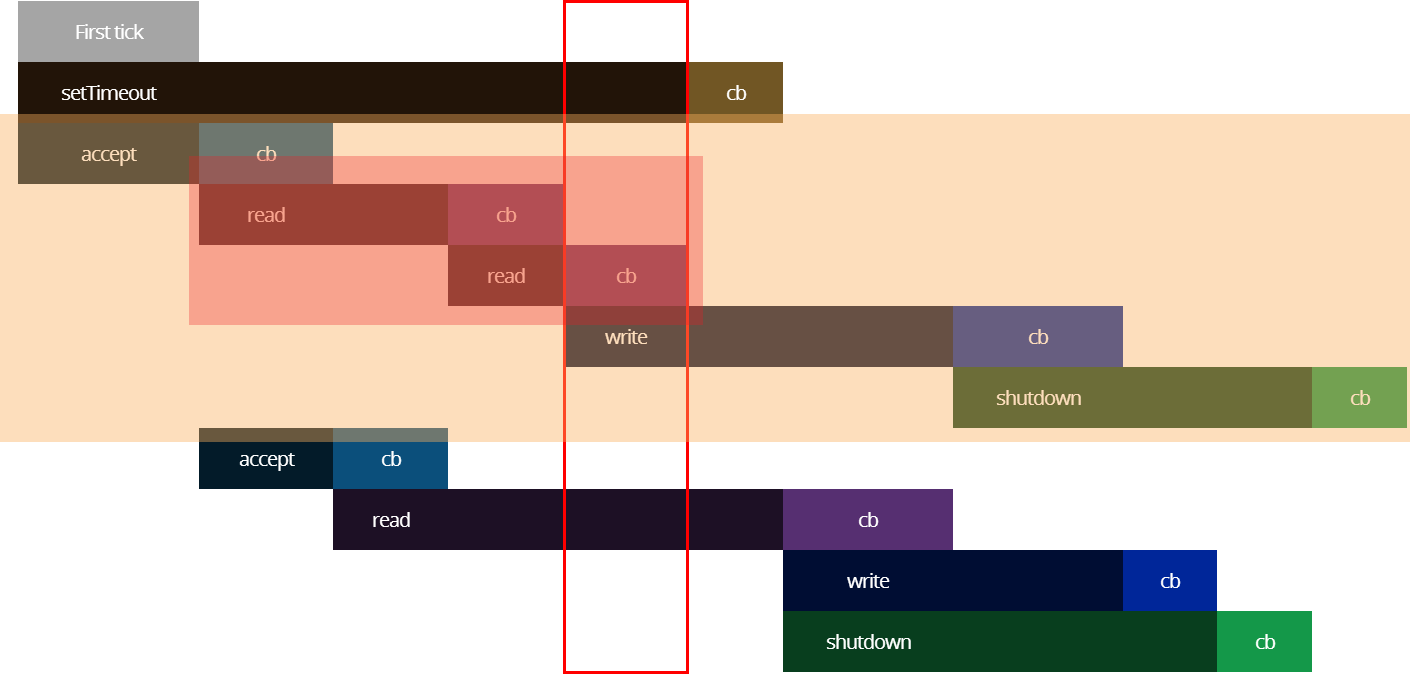 First tick
setTimeout cb
accept cb
read cb
read cb
write cb
shutdown cb
accept cb
read cb
write cb
shutdown cb